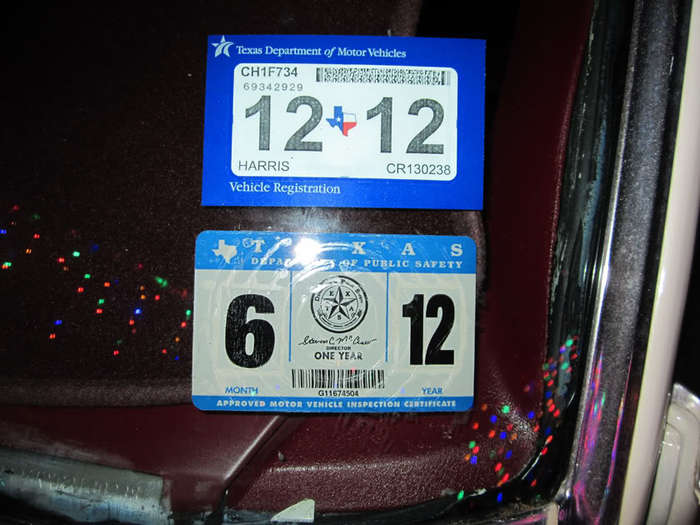 Texas Department of Motor Vehicles
CH1F734
69342929
12 12
HARRIS CR130238
Vehicle Registration
TEXAS
DEPARTMENT OF PUBLIC SAFETY
6 12
DIRECTOR
ONE YEAR
G11674504
MONTH YEAR
APPROVED MOTOR VEHICLE INSPECTION CERTIFICATE